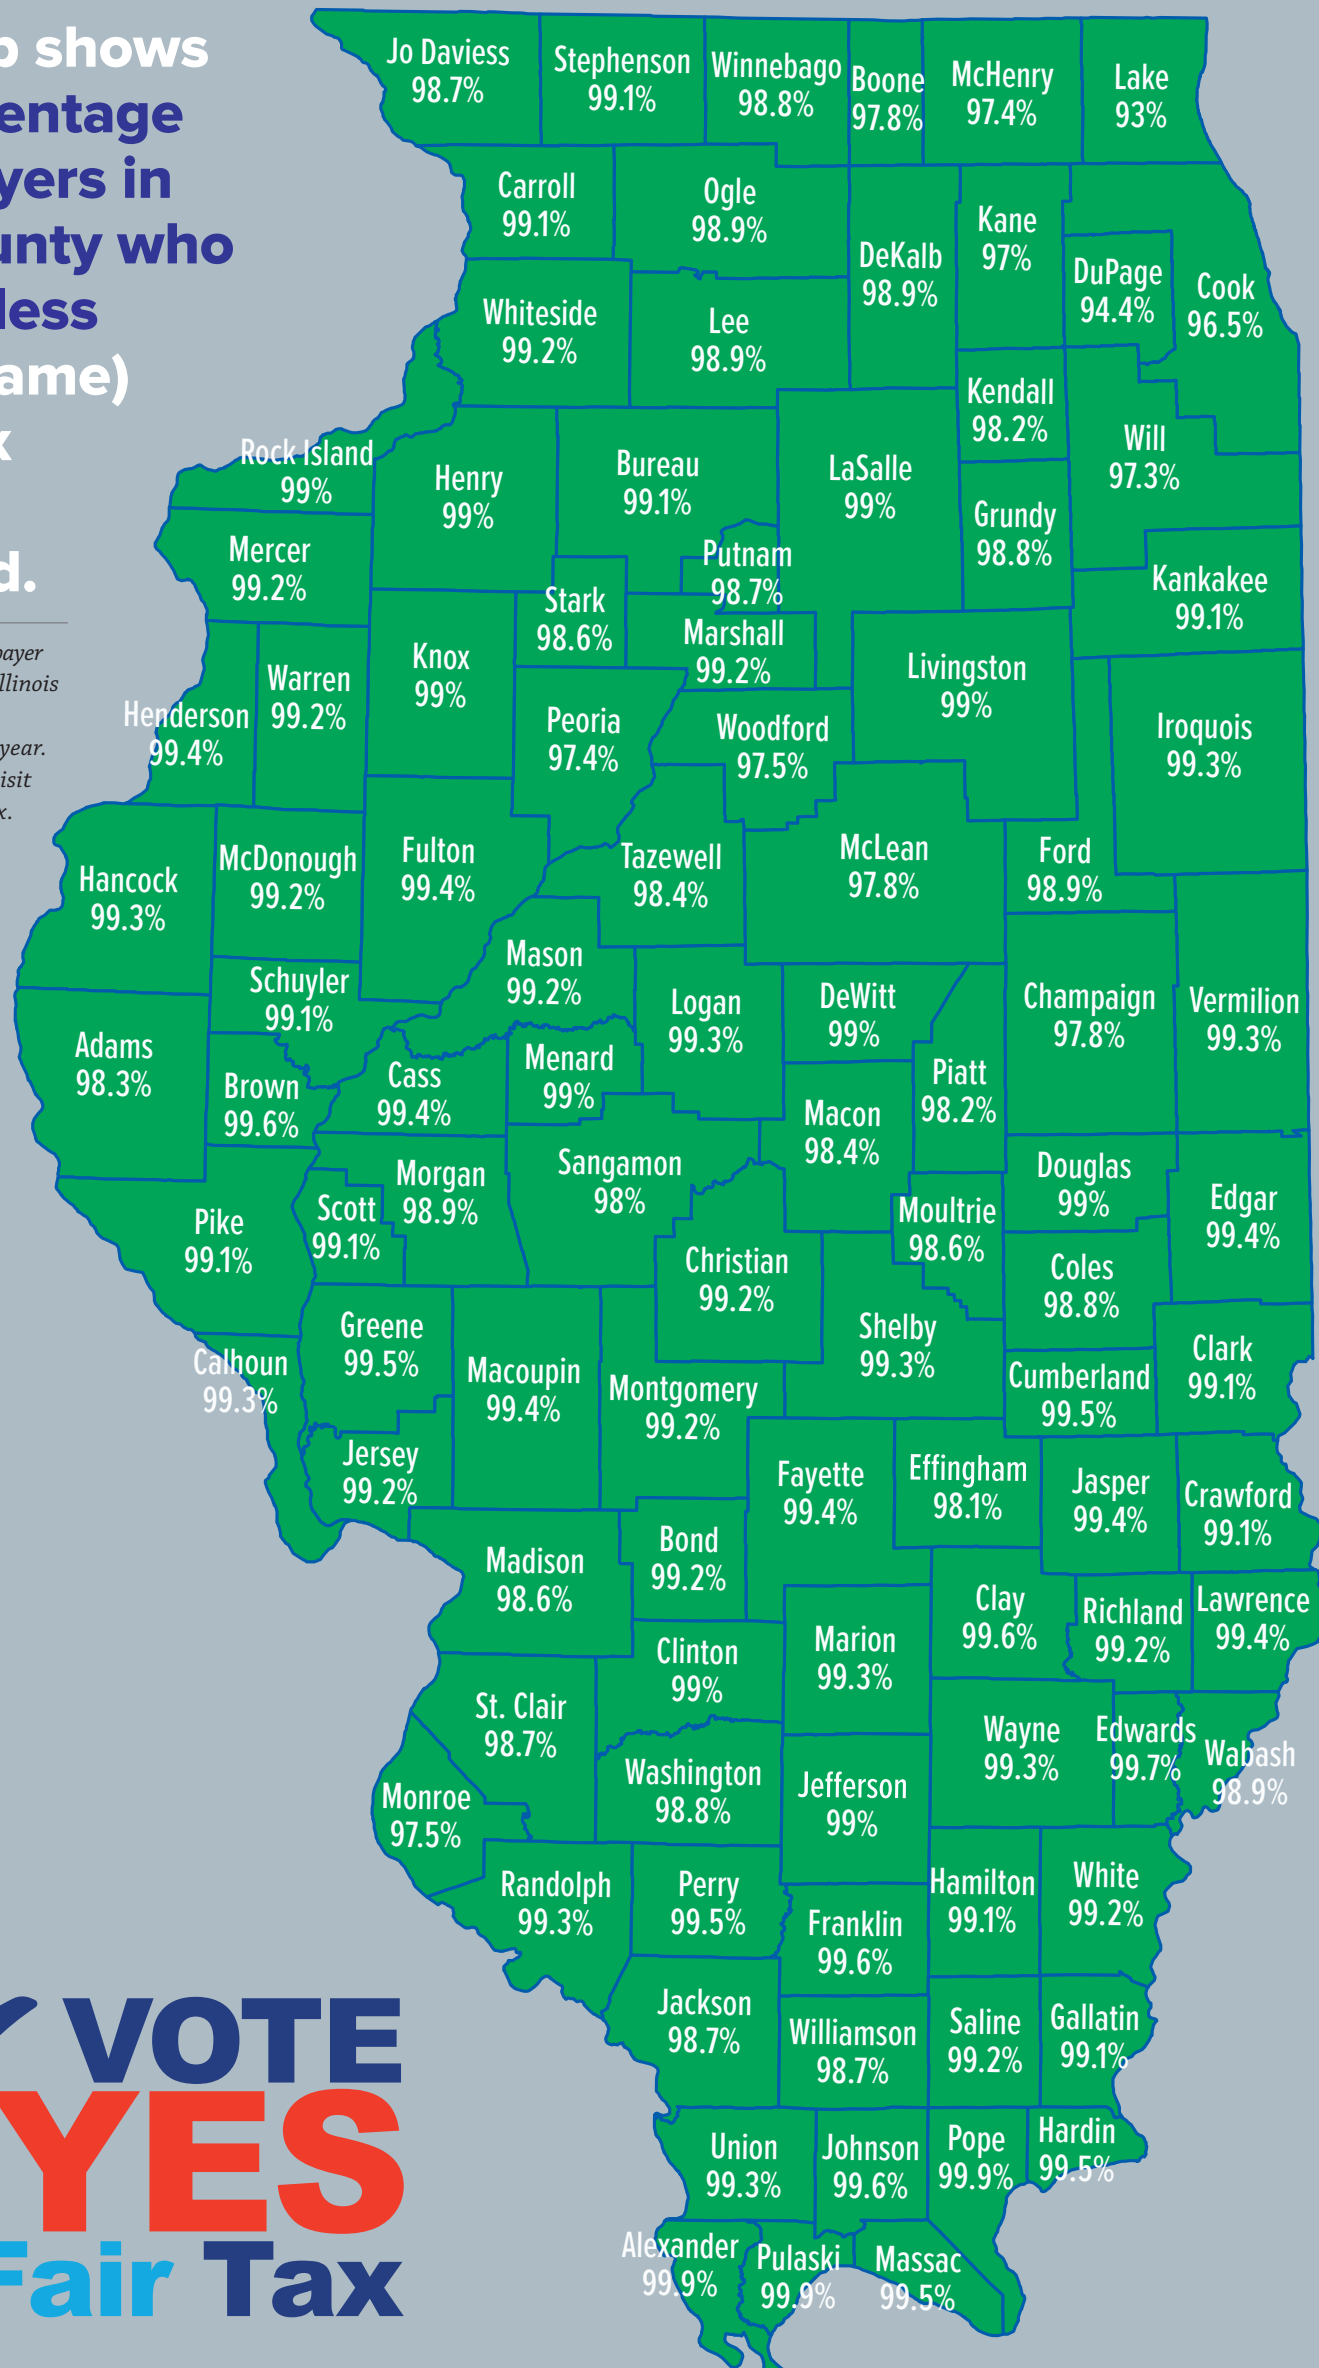 shows
who
less
VOTE
YES
Fair Tax
Jo Daviess
98.7%
Stephenson
99.1%
Winnebago
98.8%
Boone
97.8%
McHenry
97.4%
Lake
93%
Carroll
99.1%
Ogle
98.9%
DeKalb
98.9%
Kane
97%
DuPage
94.4%
Cook
96.5%
Whiteside
99.2%
Lee
98.9%
Kendall
98.2%
Will
97.3%
Rock Island
99%
Henry
99%
Bureau
99.1%
LaSalle
99%
Grundy
98.8%
Mercer
99.2%
Putnam
98.7%
Kankakee
99.1%
Stark
98.6%
Marshall
99.2%
Knox
99%
Livingston
99%
Henderson
99.4%
Warren
99.2%
Peoria
97.4%
Woodford
97.5%
Iroquois
99.3%
Hancock
99.3%
McDonough
99.2%
Fulton
99.4%
Tazewell
98.4%
McLean
97.8%
Ford
98.9%
Schuyler
99.1%
Mason
99.2%
Logan
99.3%
DeWitt
99%
Champaign
97.8%
Vermilion
99.3%
Adams
98.3%
Brown
99.6%
Cass
99.4%
Menard
99%
Macon
98.4%
Piatt
98.2%
Pike
99.1%
Scott
99.1%
Morgan
98.9%
Sangamon
98%
Christian
99.2%
Moultrie
98.6%
Douglas
99%
Edgar
99.4%
Coles
98.8%
Calhoun
99.3%
Greene
99.5%
Macoupin
99.4%
Montgomery
99.2%
Shelby
99.3%
Cumberland
99.5%
Clark
99.1%
Jersey
99.2%
Fayette
99.4%
Effingham
98.1%
Jasper
99.4%
Crawford
99.1%
Madison
98.6%
Bond
99.2%
Clay
99.6%
Richland
99.2%
Lawrence
99.4%
Clinton
99%
Marion
99.3%
St. Clair
98.7%
Wayne
99.3%
Edwards
99.7%
Wabash
98.9%
Monroe
97.5%
Washington
98.8%
Jefferson
99%
Randolph
99.3%
Perry
99.5%
Franklin
99.6%
Hamilton
99.1%
White
99.2%
Jackson
98.7%
Williamson
98.7%
Saline
99.2%
Gallatin
99.1%
Union
99.3%
Johnson
99.6%
Pope
99.9%
Hardin
99.5%
Alexander
99.9%
Pulaski
99.9%
Massac
99.5%